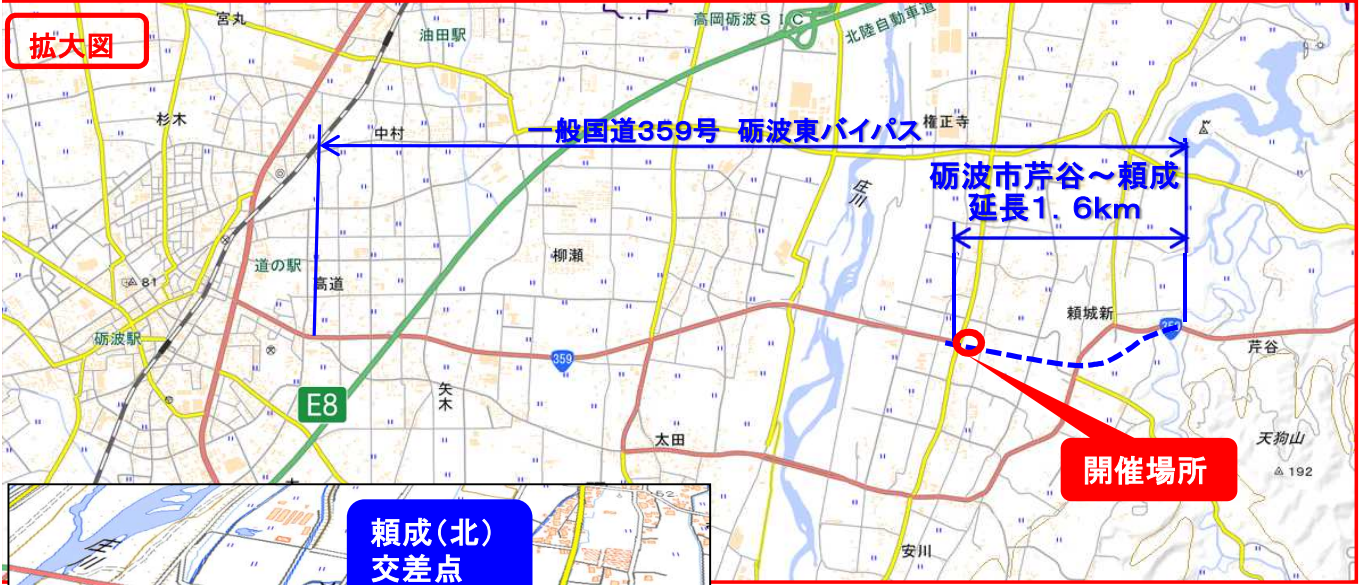 拡大図
宮丸
油田駅
高岡砺波SIC
北陸自動車道
杉木
中村
一般国道359号 砺波東バイパス
権正寺
砺波市芹谷～頼成
延長1.6km
庄川
道の駅
高道
柳瀬
81
砺波駅
頼城新
359
359
芹谷
E8
矢木
太田
天狗山
192
開催場所
安川
頼成(北)
交差点
庄川
52